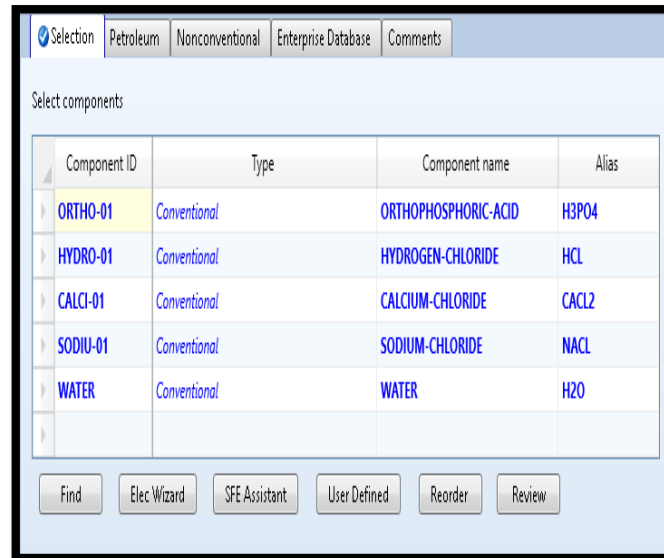 Selection Petroleum Nonconventional Enterprise Database Comments
Select components
Component ID Type Component name Alias
ORTHO-01 Conventional ORTHOPHOSPHORIC-ACID H3PO4
HYDRO-01 Conventional HYDROGEN-CHLORIDE HCL
CALCI-01 Conventional CALCIUM-CHLORIDE CACL2
SODIU-01 Conventional SODIUM-CHLORIDE NACL
WATER Conventional WATER H2O
Find Elec Wizard SFE Assistant User Defined Reorder Review